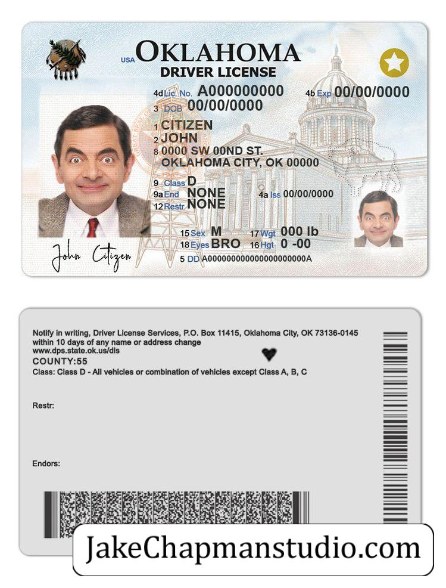 USA OKLAHOMA
DRIVER LICENSE
4d Lic. No. A000000000 4b Exp 00/00/0000
3 DOB 00/00/0000
1 CITIZEN
2 JOHN
8 0000 SW 00ND ST.
OKLAHOMA CITY, OK 00000
9 Class D
9a End NONE 4a Iss 00/00/0000
12 Restr NONE
15 Sex M 17 Wgt 000 lb
18 Eyes BRO 16 Hgt 0 -00
John Citizen
5 DD A0000000000000000000A
Notify in writing, Driver License Services, P.O. Box 11415, Oklahoma City, OK 73136-0145
within 10 days of any name or address change
www.dps.state.ok.us/dls
COUNTY:55
Class: Class D - All vehicles or combination of vehicles except Class A, B, C
Restr:
Endors:
JakeChapmanstudio.com